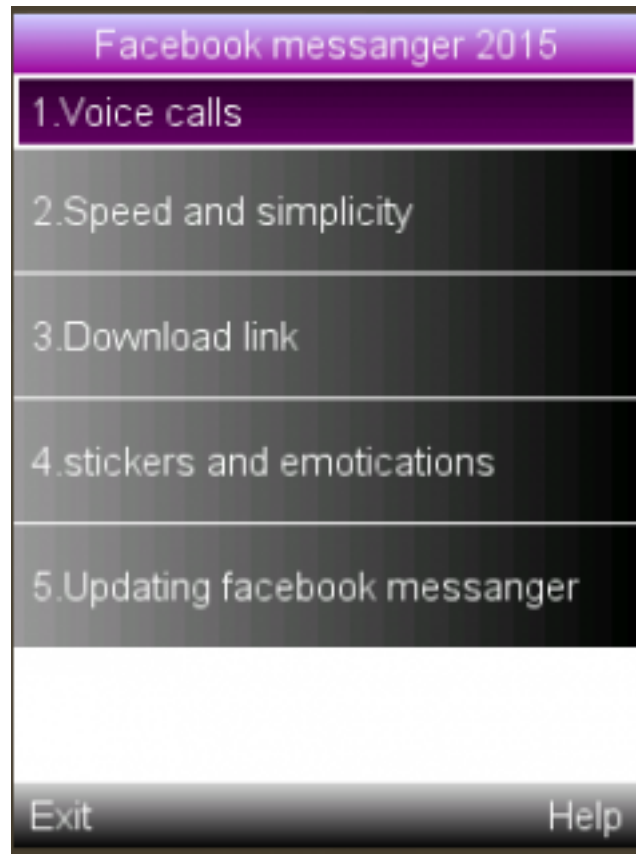 Facebook messanger 2015
1.Voice calls
2.Speed and simplicity
3.Download link
4.stickers and emotications
5.Updating facebook messanger
Exit
Help